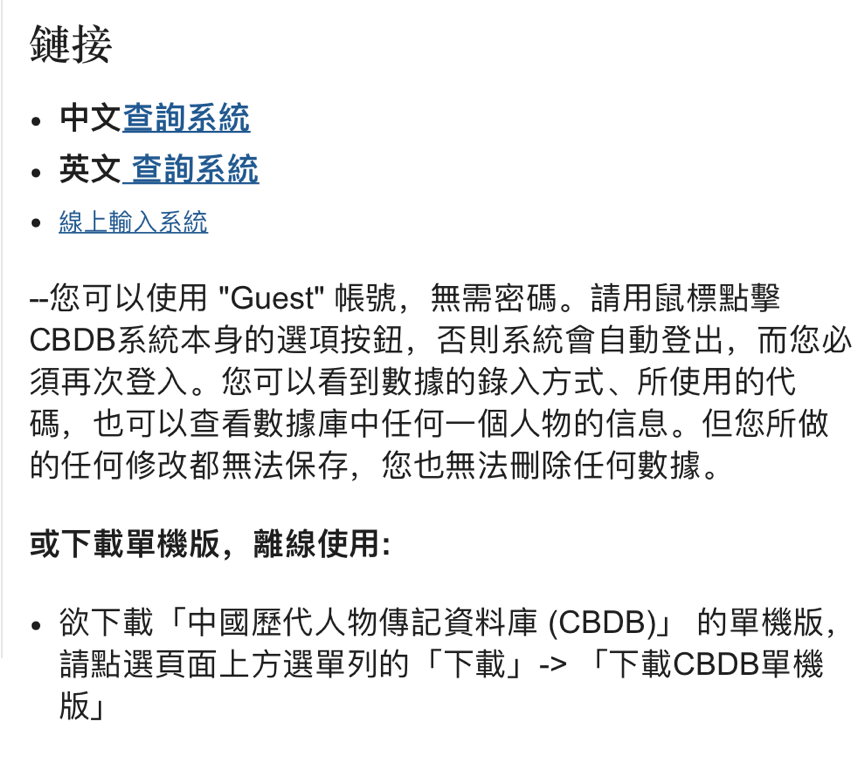 鏈接
• 中文查詢系統
• 英文 查詢系統
• 線上輸入系統
--您可以使用 "Guest" 帳號，無需密碼。請用鼠標點擊
CBDB系統本身的選項按鈕，否則系統會自動登出，而您必
須再次登入。您可以看到數據的錄入方式、所使用的代
碼，也可以查看數據庫中任何一個人物的信息。但您所做
的任何修改都無法保存，您也無法刪除任何數據。
或下載單機版，離線使用:
• 欲下載「中國歷代人物傳記資料庫 (CBDB)」 的單機版，
請點選頁面上方選單列的「下載」-> 「下載CBDB單機
版」